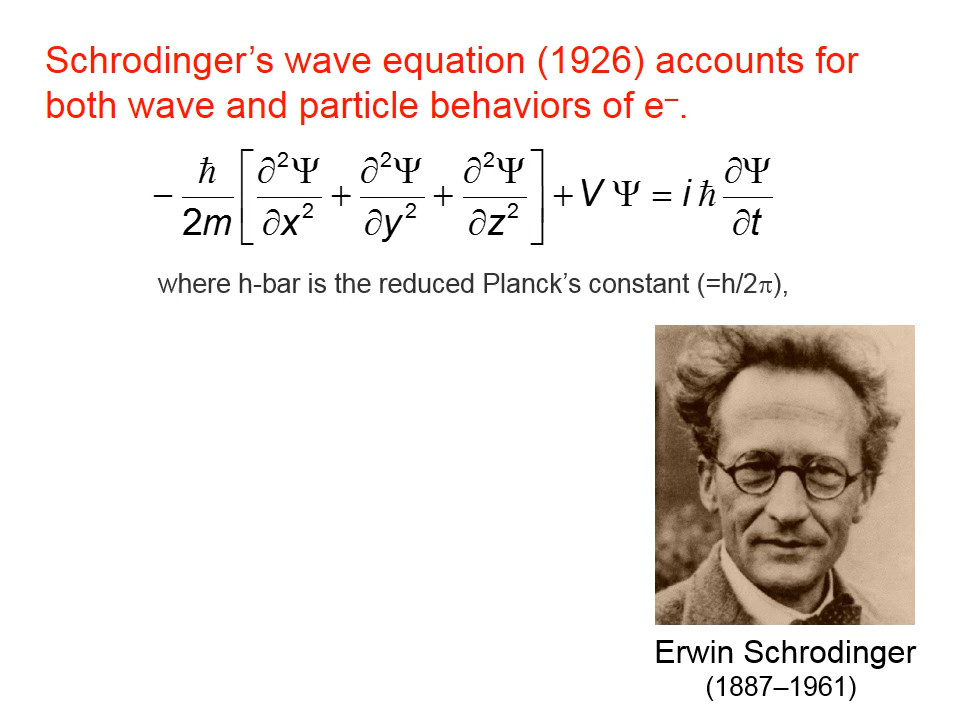 Schrodinger's wave equation (1926) accounts for
both wave and particle behaviors of e⁻.
−ℏ/2m [∂²Ψ/∂x² + ∂²Ψ/∂y² + ∂²Ψ/∂z²] + V Ψ = i ℏ ∂Ψ/∂t
where h-bar is the reduced Planck's constant (=h/2π),
Erwin Schrodinger
(1887–1961)